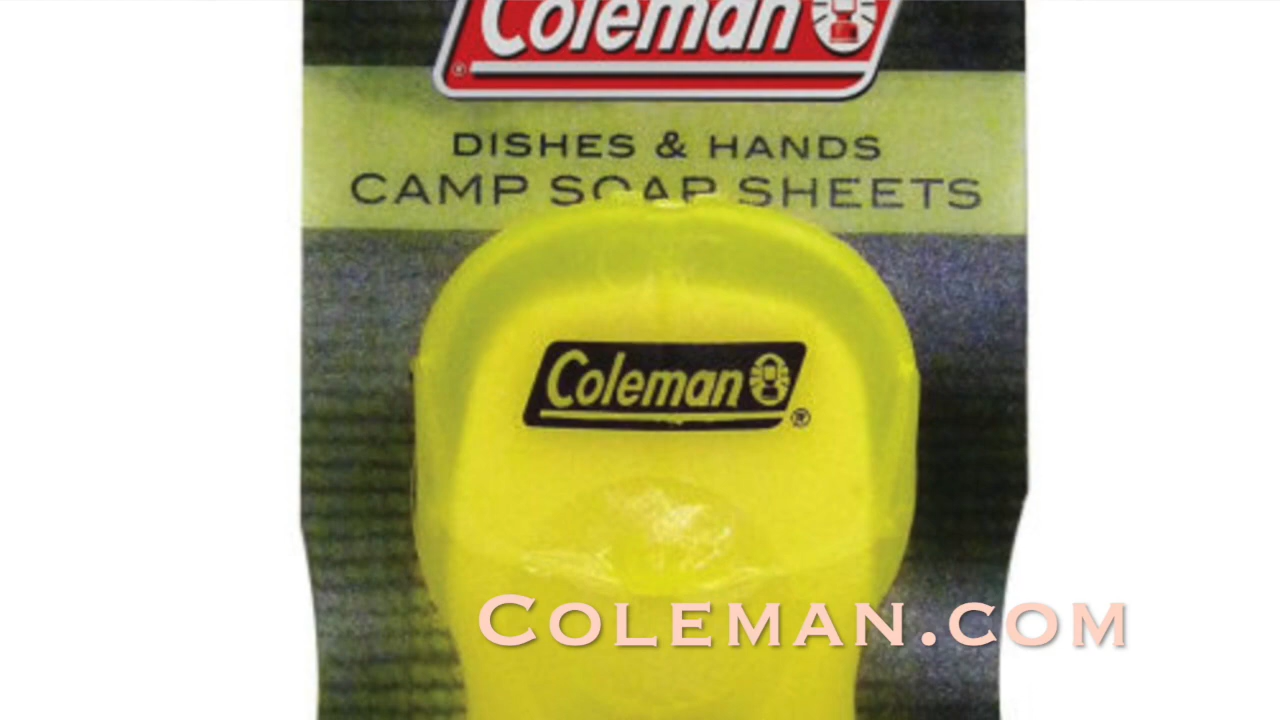 Coleman
®
DISHES & HANDS
CAMP SOAP SHEETS
Coleman
®
COLEMAN.COM